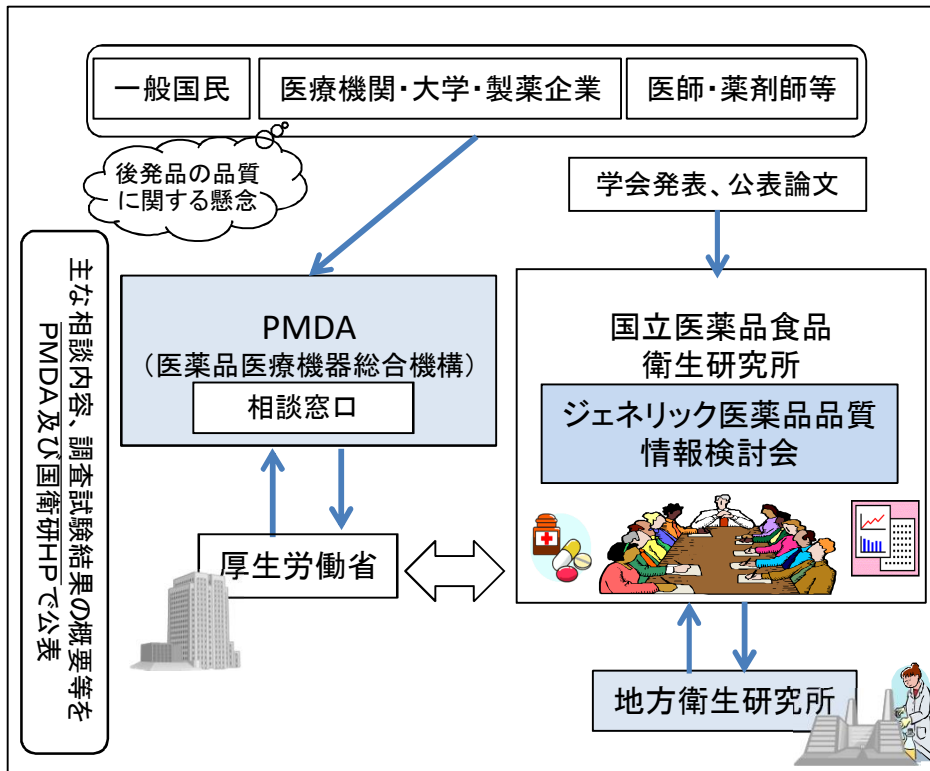 一般国民
医療機関・大学・製薬企業
医師・薬剤師等
後発品の品質
に関する懸念
学会発表、公表論文
主な相談内容、調査試験結果の概要等を
PMDA及び国衛研HPで公表
PMDA
（医薬品医療機器総合機構）
相談窓口
国立医薬品食品
衛生研究所
ジェネリック医薬品品質
情報検討会
厚生労働省
地方衛生研究所